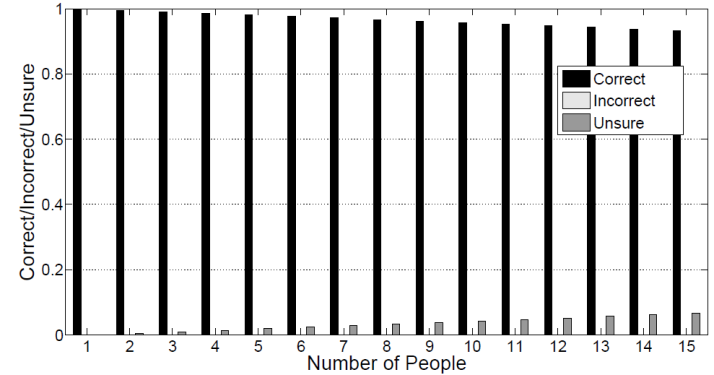 Correct/Incorrect/Unsure
1
0.8
0.6
0.4
0.2
0
Correct
Incorrect
Unsure
1 2 3 4 5 6 7 8 9 10 11 12 13 14 15
Number of People